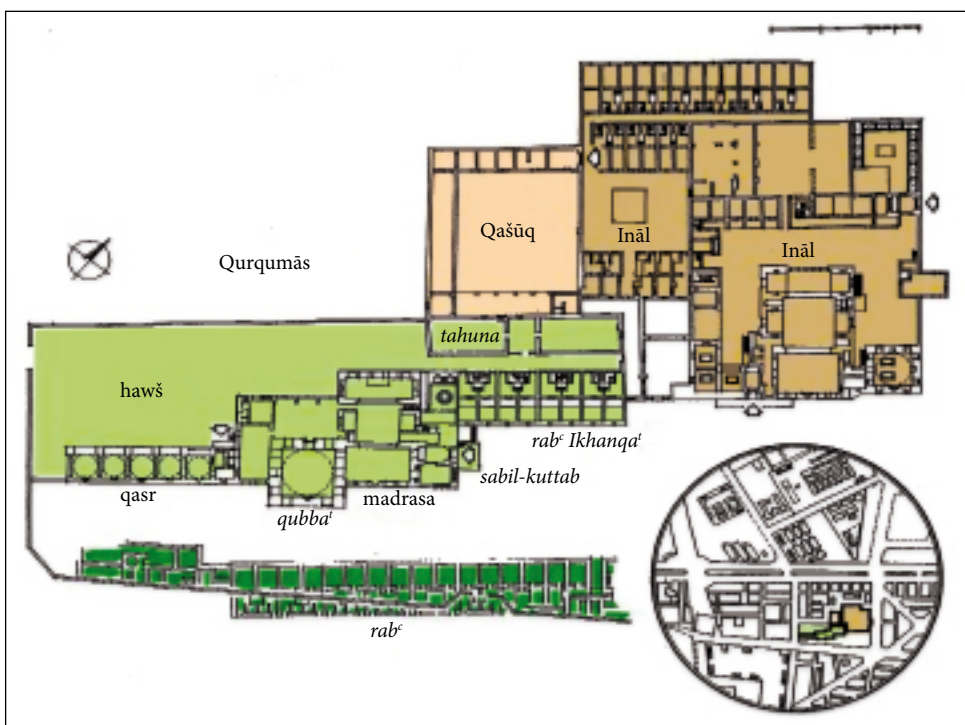 Qašūq
Ināl
Ināl
Qurqumās
tahuna
hawš
rabᶜ Ikhanqaᵗ
sabil-kuttab
qasr
madrasa
qubbaᵗ
rabᶜ